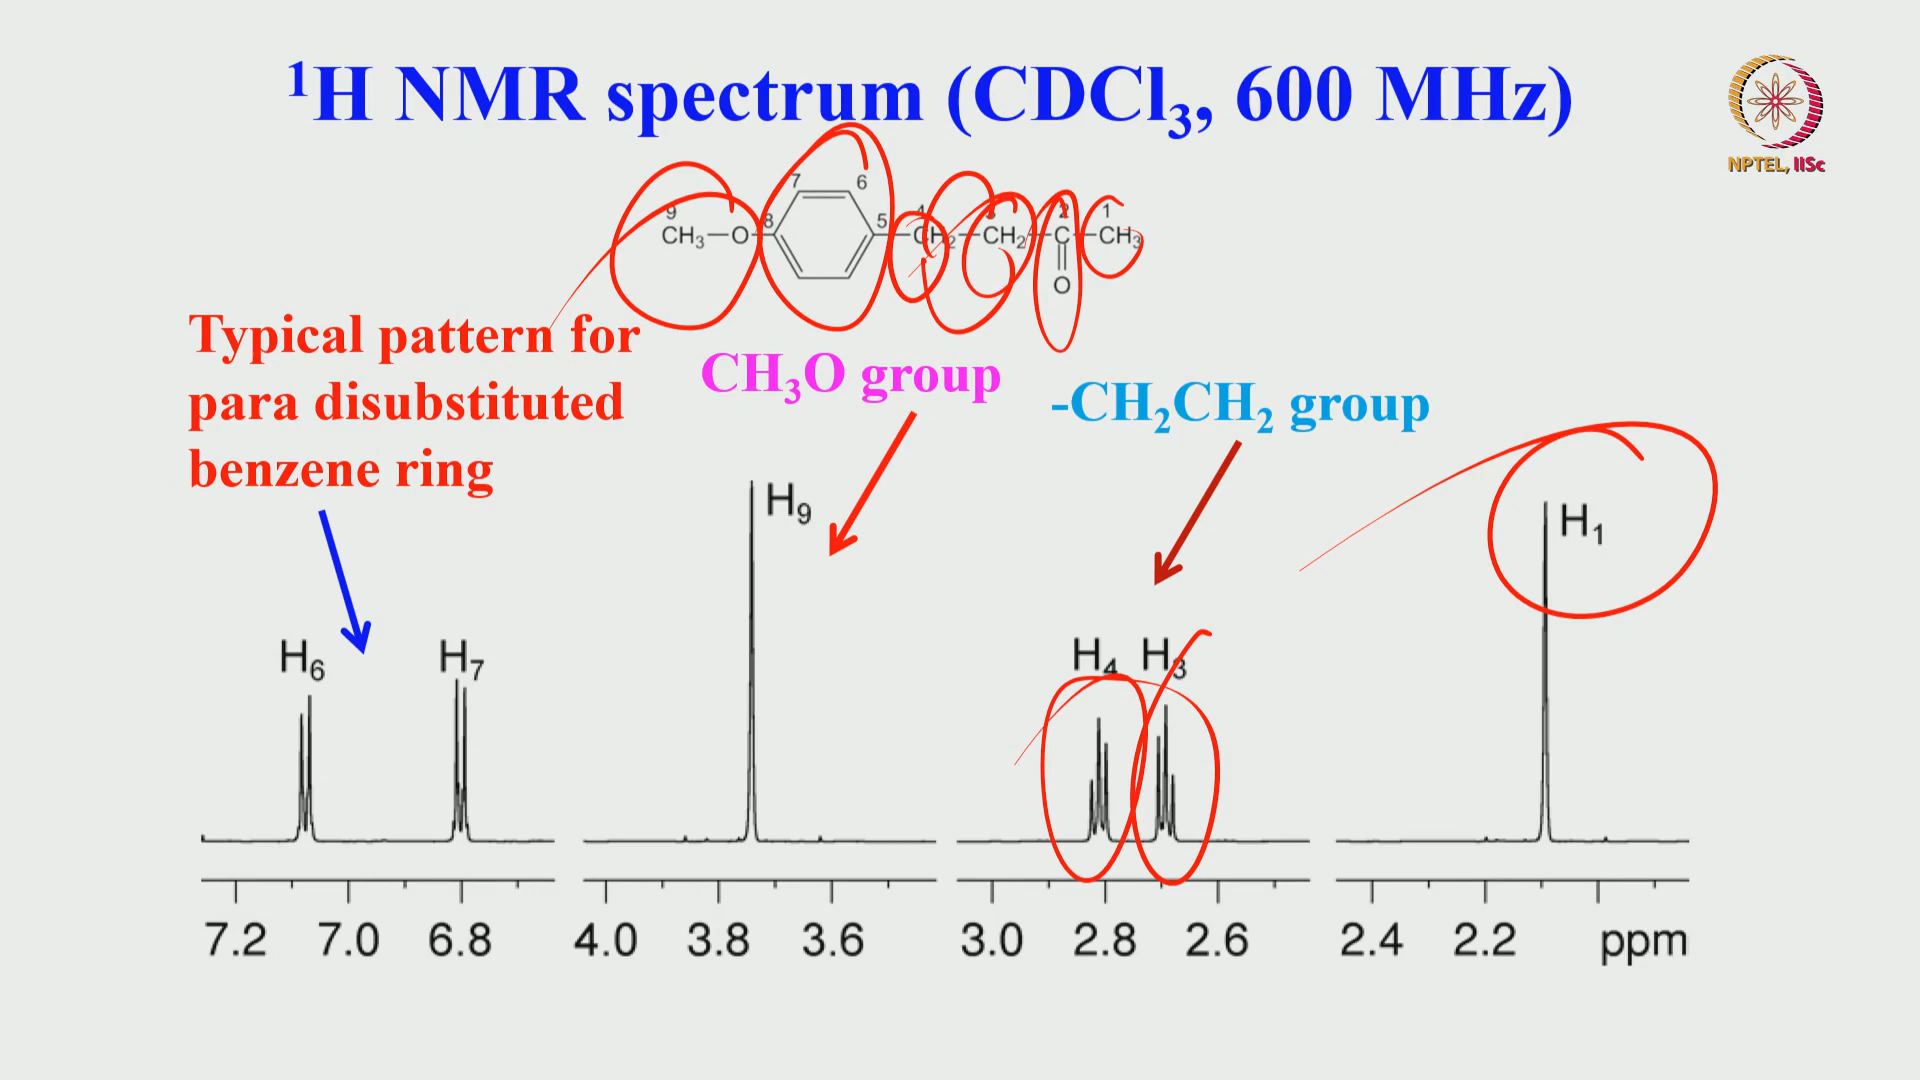 ¹H NMR spectrum (CDCl₃, 600 MHz)
NPTEL, IISc
7 6
9 8 5 4 3 2 1
CH₃ O CH₂ CH₂ C CH₃
O
Typical pattern for
para disubstituted
benzene ring
CH₃O group
-CH₂CH₂ group
H₉ H₁
H₆ H₇ H₄ H₃
7.2 7.0 6.8 4.0 3.8 3.6 3.0 2.8 2.6 2.4 2.2 ppm